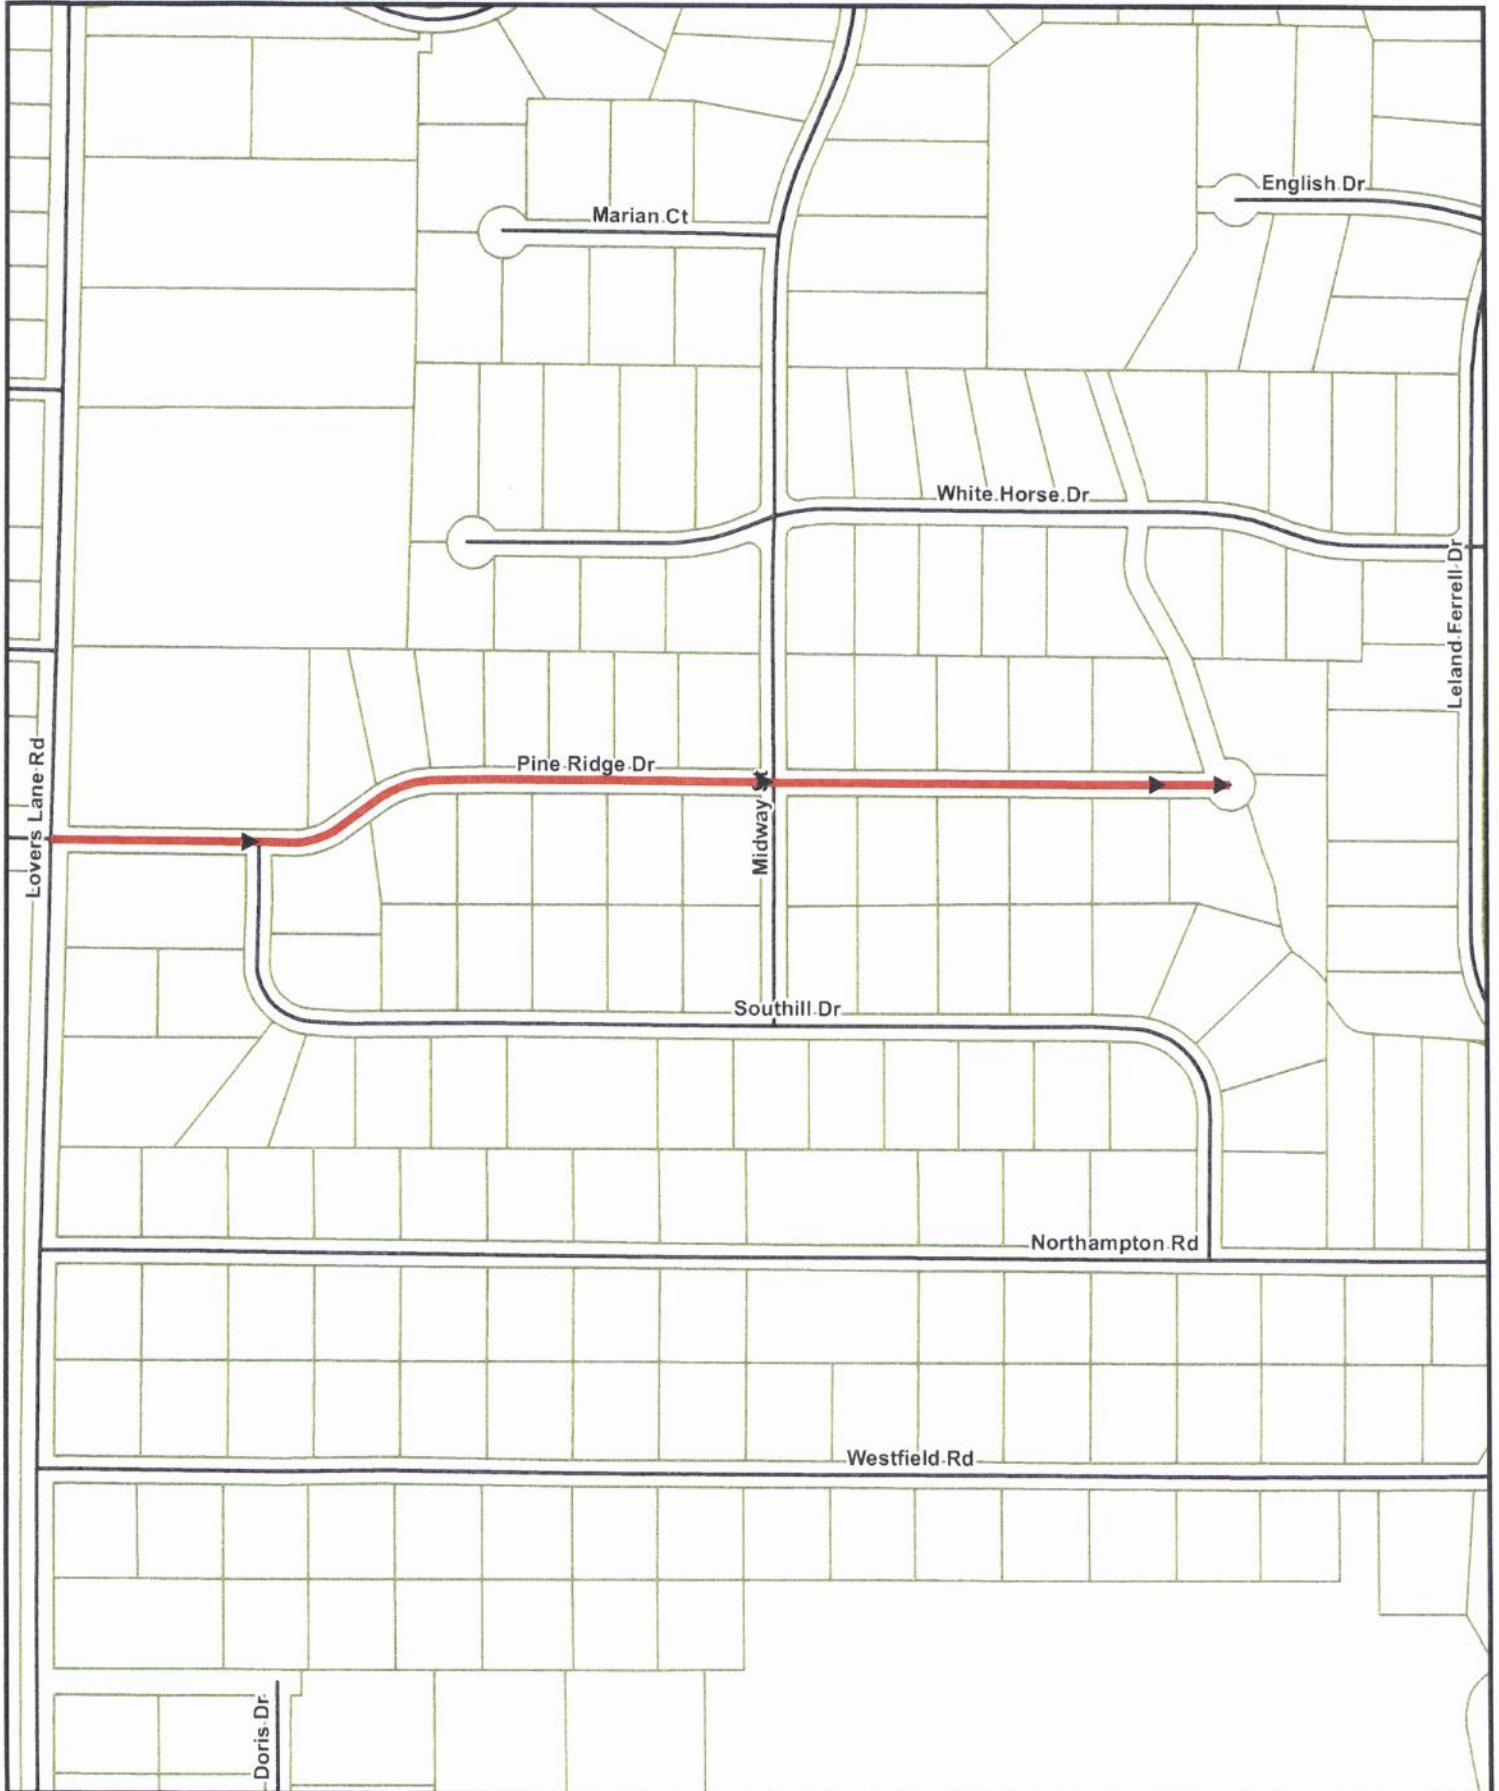 English Dr
Marian Ct
White Horse Dr
Leland Ferrell Dr
Pine Ridge Dr
Lovers Lane Rd
Midway St
Southill Dr
Northampton Rd
Westfield Rd
Doris Dr